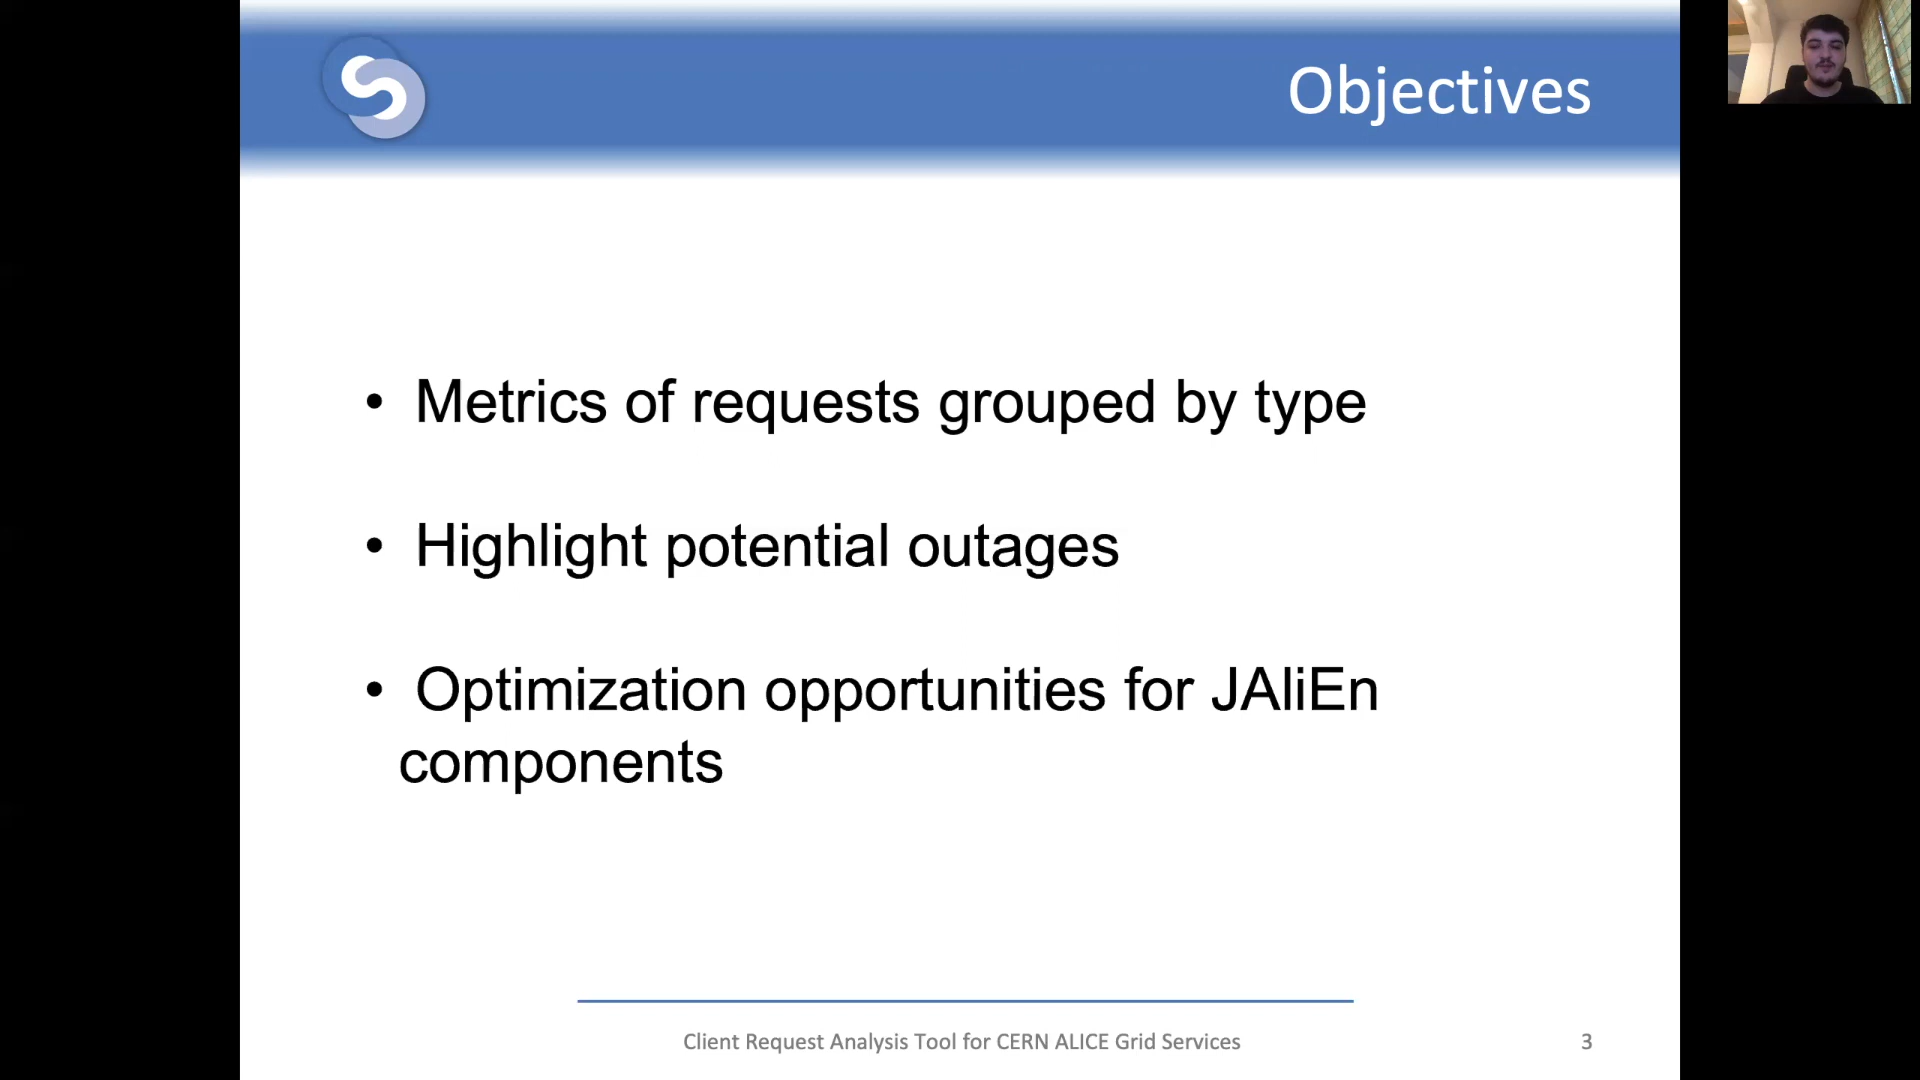 Objectives
• Metrics of requests grouped by type
• Highlight potential outages
• Optimization opportunities for JAliEn
components
Client Request Analysis Tool for CERN ALICE Grid Services
3